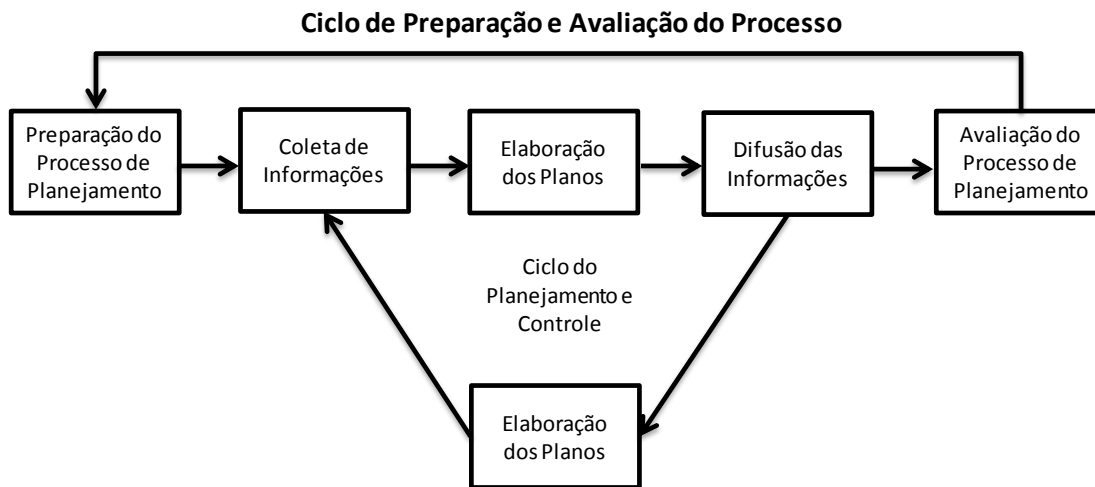 Ciclo de Preparação e Avaliação do Processo
Preparação do
Processo de
Planejamento
Coleta de
Informações
Elaboração
dos Planos
Difusão das
Informações
Avaliação do
Processo de
Planejamento
Ciclo do
Planejamento e
Controle
Elaboração
dos Planos